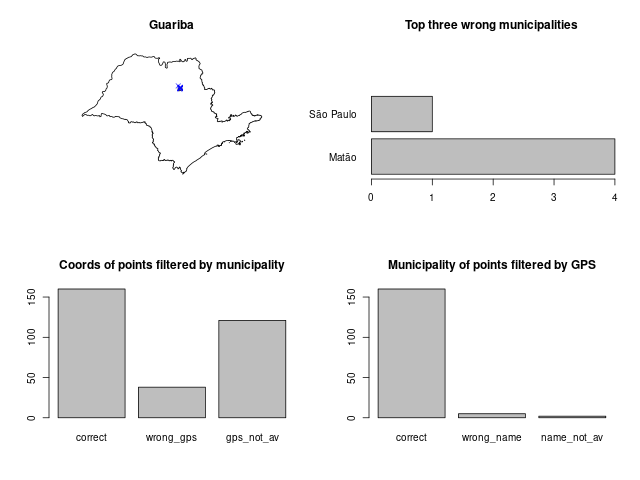 Guariba
Top three wrong municipalities
São Paulo
Matão
0 1 2 3 4
Coords of points filtered by municipality
150
100
50
0
correct wrong_gps gps_not_av
Municipality of points filtered by GPS
150
100
50
0
correct wrong_name name_not_av